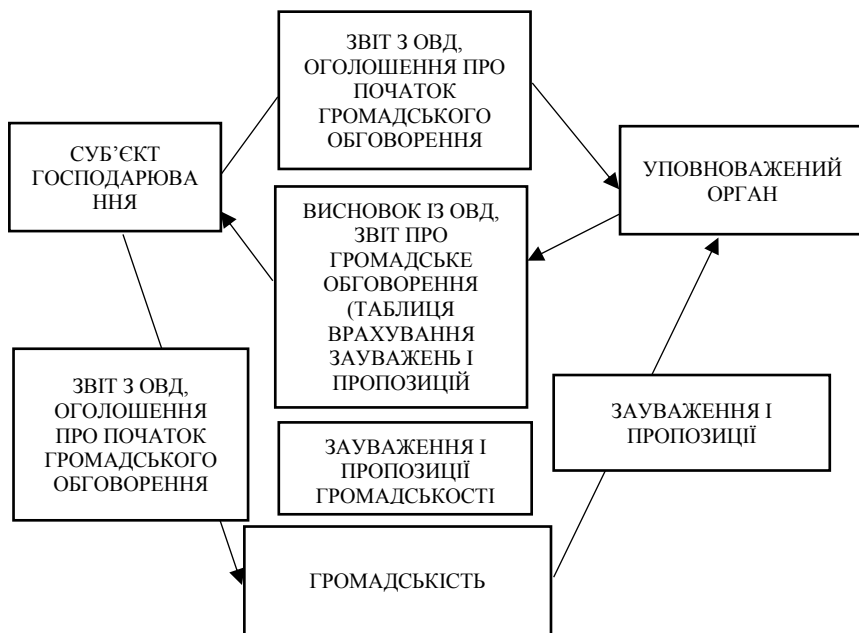 ЗВІТ З ОВД,
ОГОЛОШЕННЯ ПРО
ПОЧАТОК
ГРОМАДСЬКОГО
ОБГОВОРЕННЯ
СУБ’ЄКТ
ГОСПОДАРЮВА
ННЯ
УПОВНОВАЖЕНИЙ
ОРГАН
ВИСНОВОК ІЗ ОВД,
ЗВІТ ПРО
ГРОМАДСЬКЕ
ОБГОВОРЕННЯ
(ТАБЛИЦЯ
ВРАХУВАННЯ
ЗАУВАЖЕНЬ І
ПРОПОЗИЦІЙ
ЗВІТ З ОВД,
ОГОЛОШЕННЯ
ПРО ПОЧАТОК
ГРОМАДСЬКОГО
ОБГОВОРЕННЯ
ЗАУВАЖЕННЯ І
ПРОПОЗИЦІЇ
ЗАУВАЖЕННЯ І
ПРОПОЗИЦІЇ
ГРОМАДСЬКОСТІ
ГРОМАДСЬКІСТЬ